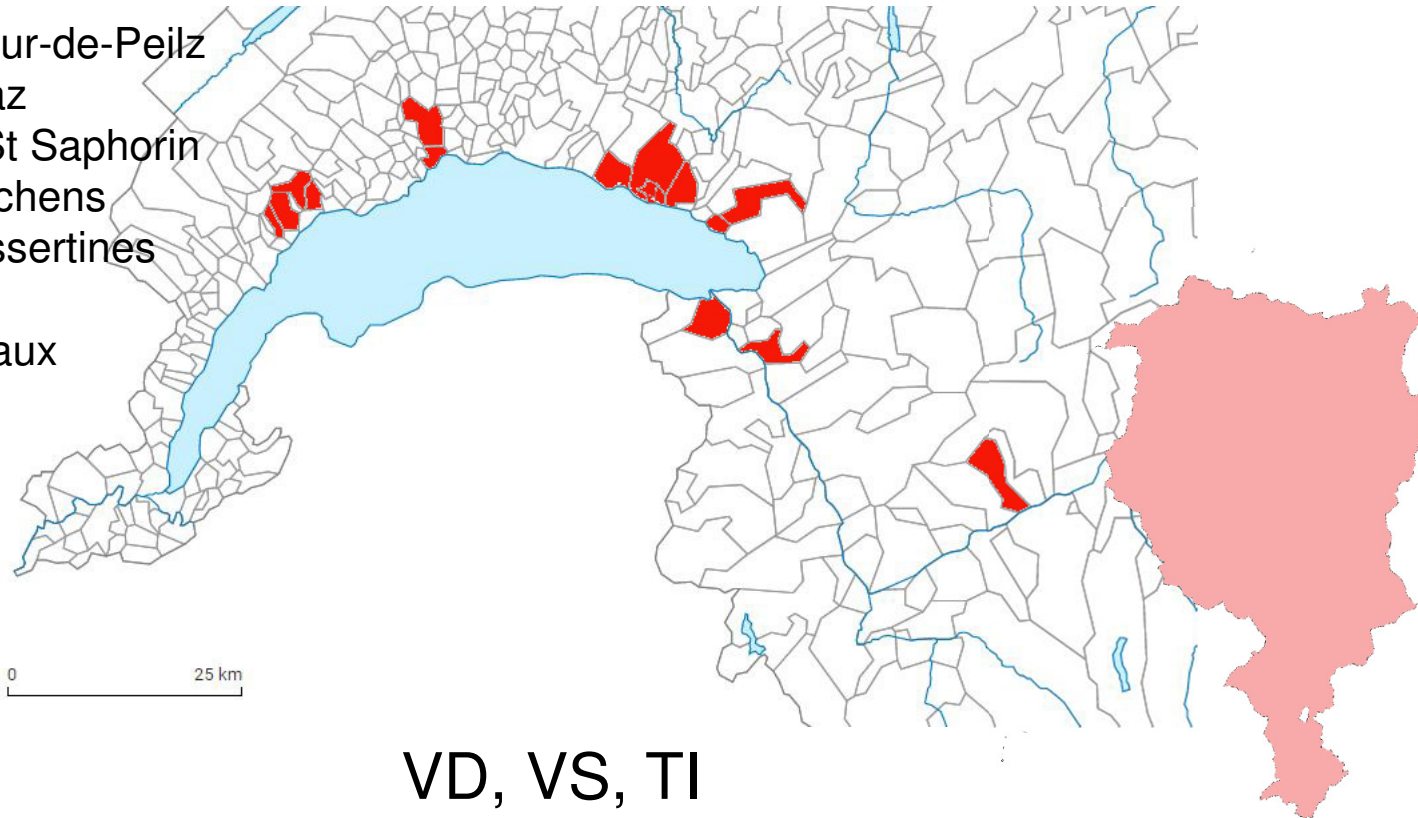 ur-de-Peilz
az
St Saphorin
chens
ssertines
aux
0 25 km
VD, VS, TI